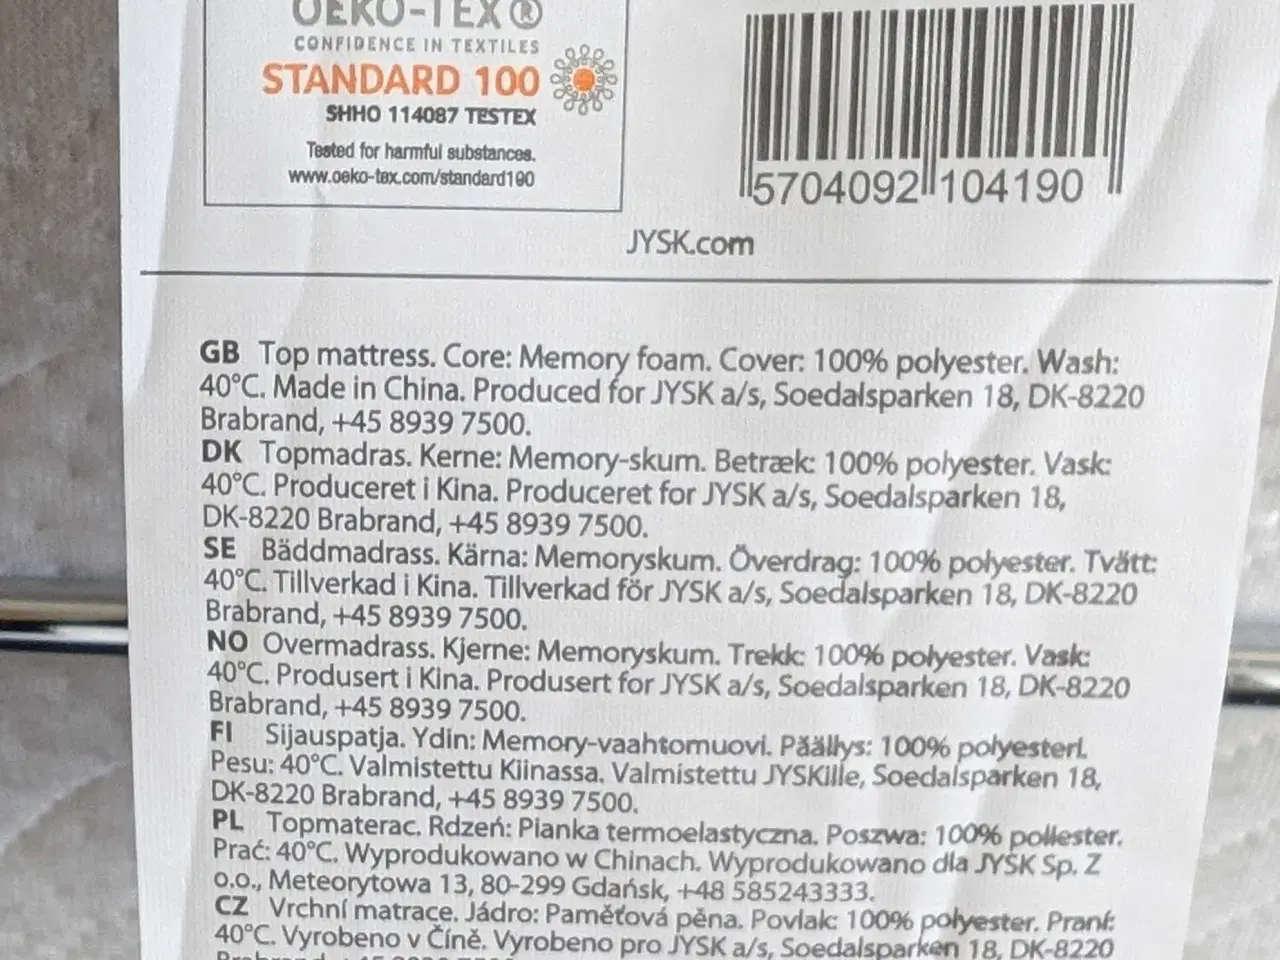 OEKO-TEX®
CONFIDENCE IN TEXTILES
STANDARD 100
SHHO 114087 TESTEX
Tested for harmful substances.
www.oeko-tex.com/standard100
5704092 104190
JYSK.com
GB Top mattress. Core: Memory foam. Cover: 100% polyester. Wash:
40°C. Made in China. Produced for JYSK a/s, Soedalsparken 18, DK-8220
Brabrand, +45 8939 7500.
DK Topmadras. Kerne: Memory-skum. Betræk: 100% polyester. Vask:
40°C. Produceret i Kina. Produceret for JYSK a/s, Soedalsparken 18,
DK-8220 Brabrand, +45 8939 7500.
SE Bäddmadrass. Kärna: Memoryskum. Överdrag: 100% polyester. Tvätt:
40°C. Tillverkad i Kina. Tillverkad för JYSK a/s, Soedalsparken 18, DK-8220
Brabrand, +45 8939 7500.
NO Overmadrass. Kjerne: Memoryskum. Trekk: 100% polyester. Vask:
40°C. Produsert i Kina. Produsert for JYSK a/s, Soedalsparken 18, DK-8220
Brabrand, +45 8939 7500.
FI Sijauspatja. Ydin: Memory-vaahtomuovi. Päällys: 100% polyesteri.
Pesu: 40°C. Valmistettu Kiinassa. Valmistettu JYSKille, Soedalsparken 18,
DK-8220 Brabrand, +45 8939 7500.
PL Topmaterac. Rdzeń: Pianka termoelastyczna. Poszwa: 100% poliester.
Prać: 40°C. Wyprodukowano w Chinach. Wyprodukowano dla JYSK Sp. Z
o.o., Meteorytowa 13, 80-299 Gdańsk, +48 585243333.
CZ Vrchní matrace. Jádro: Paměťová pěna. Povlak: 100% polyester. Praní:
40°C. Vyrobeno v Číně. Vyrobeno pro JYSK a/s, Soedalsparken 18, DK-8220